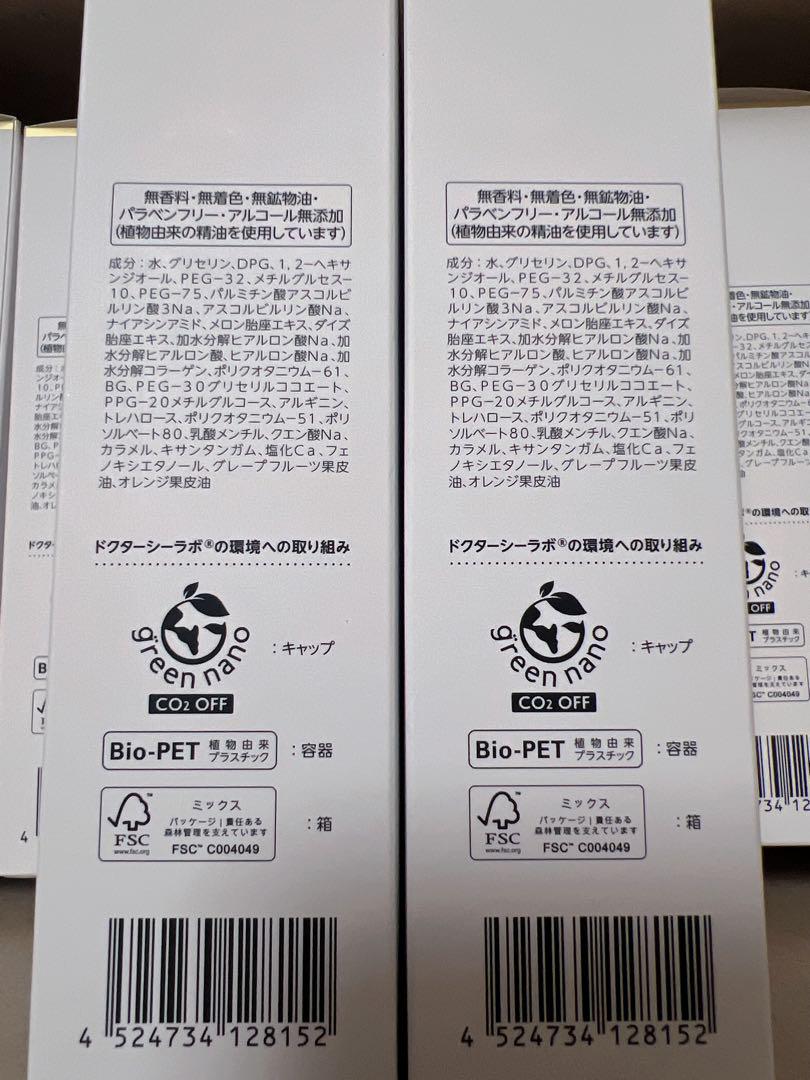 無香料・無着色・無鉱物油・
パラベンフリー・アルコール無添加
(植物由来の精油を使用しています)
成分：水、グリセリン、DPG、1,2-ヘキサ
ンジオール、PEG-32、メチルグルセス-
10、PEG-75、パルミチン酸アスコルビ
ルリン酸3Na、アスコルビルリン酸Na、
ナイアシンアミド、メロン胎座エキス、ダイズ
胎座エキス、加水分解ヒアルロン酸Na、加
水分解ヒアルロン酸、ヒアルロン酸Na、加
水分解コラーゲン、ポリクオタニウム-61、
BG、PEG-30グリセリルココエート、
PPG-20メチルグルコース、アルギニン、
トレハロース、ポリクオタニウム-51、ポリ
ソルベート80、乳酸メンチル、クエン酸Na、
カラメル、キサンタンガム、塩化Ca、フェ
ノキシエタノール、グレープフルーツ果皮
油、オレンジ果皮油
ドクターシーラボ®の環境への取り組み
green nano
：キャップ
CO2 OFF
Bio-PET 植物由来
プラスチック
：容器
FSC
www.fsc.org
ミックス
パッケージ|責任ある
森林管理を支えています
FSC™ C004049
：箱
4 524734 128152
無香料・無着色・無鉱物油・
パラベンフリー・アルコール無添加
(植物由来の精油を使用しています)
成分：水、グリセリン、DPG、1,2-ヘキサ
ンジオール、PEG-32、メチルグルセス-
10、PEG-75、パルミチン酸アスコルビ
ルリン酸3Na、アスコルビルリン酸Na、
ナイアシンアミド、メロン胎座エキス、ダイズ
胎座エキス、加水分解ヒアルロン酸Na、加
水分解ヒアルロン酸、ヒアルロン酸Na、加
水分解コラーゲン、ポリクオタニウム-61、
BG、PEG-30グリセリルココエート、
PPG-20メチルグルコース、アルギニン、
トレハロース、ポリクオタニウム-51、ポリ
ソルベート80、乳酸メンチル、クエン酸Na、
カラメル、キサンタンガム、塩化Ca、フェ
ノキシエタノール、グレープフルーツ果皮
油、オレンジ果皮油
ドクターシーラボ®の環境への取り組み
green nano
：キャップ
CO2 OFF
Bio-PET 植物由来
プラスチック
：容器
FSC
www.fsc.org
ミックス
パッケージ|責任ある
森林管理を支えています
FSC™ C004049
：箱
4 524734 128152